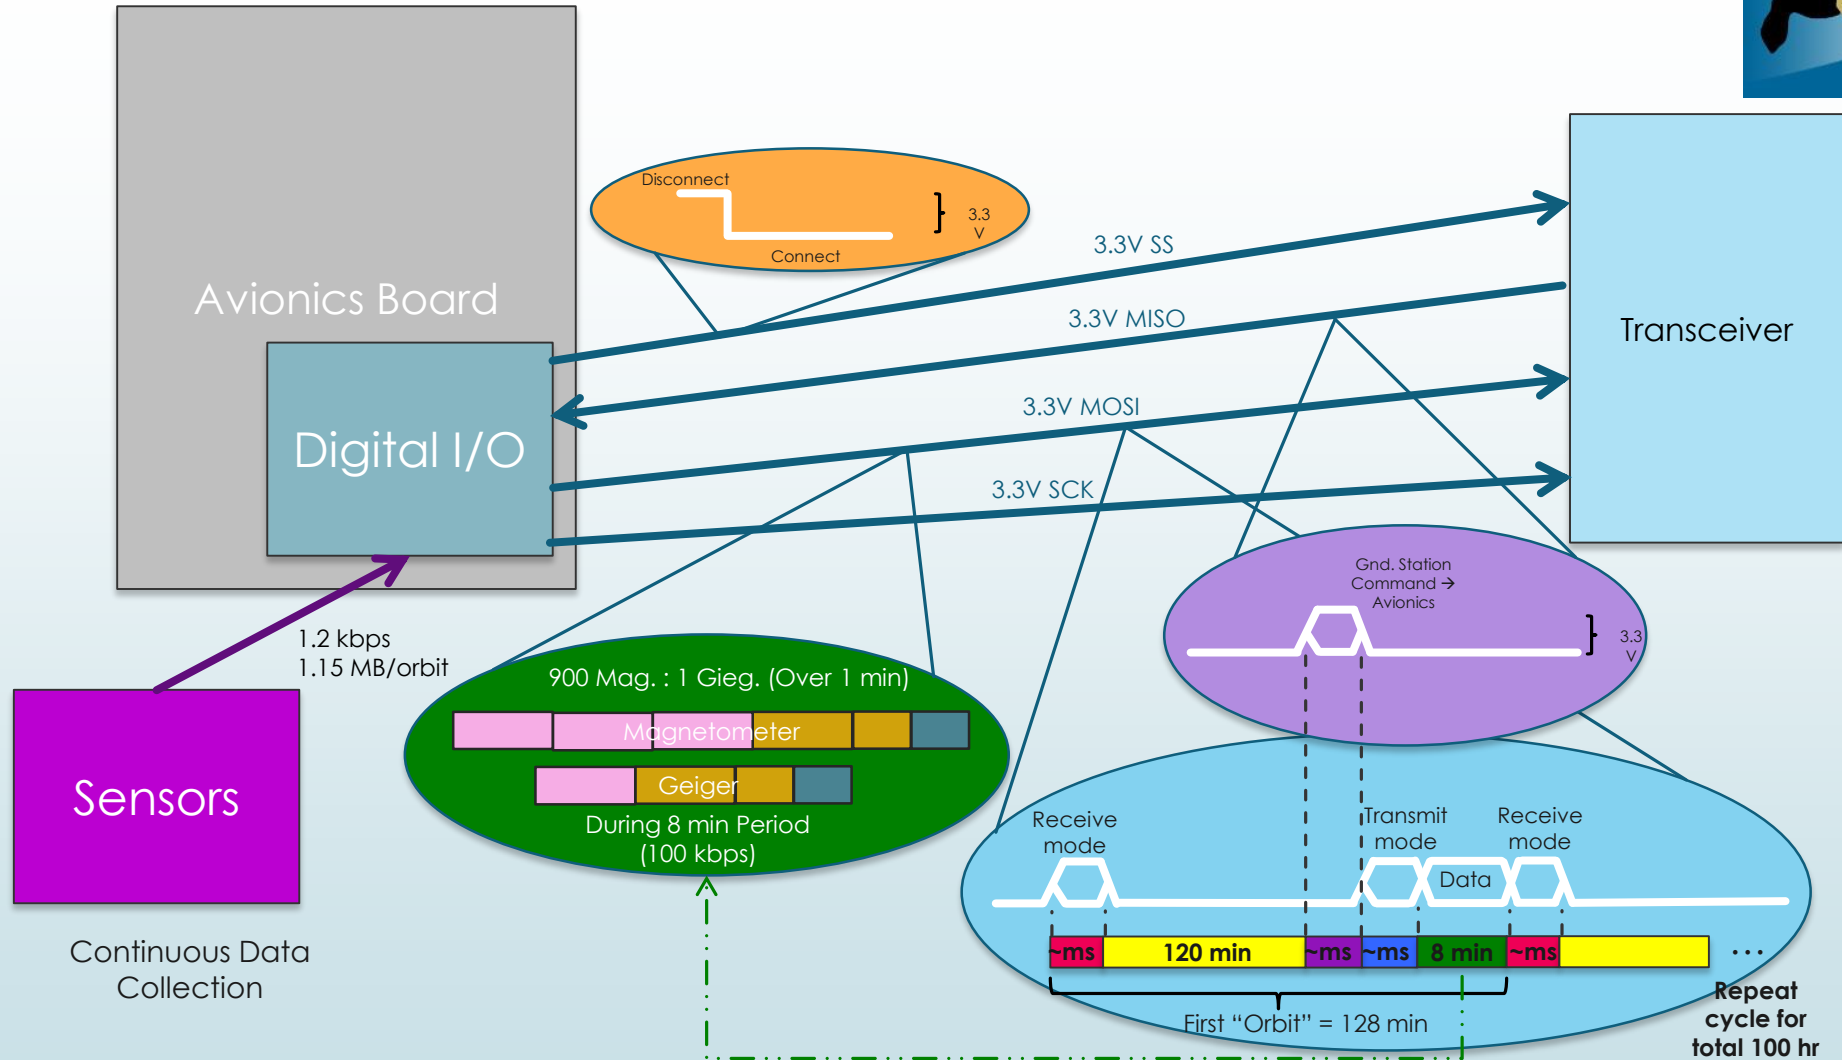 Avionics Board
Digital I/O
Disconnect
Connect
3.3
V
3.3V SS
3.3V MISO
3.3V MOSI
3.3V SCK
Transceiver
1.2 kbps
1.15 MB/orbit
Sensors
Continuous Data
Collection
900 Mag. : 1 Gieg. (Over 1 min)
Magnetometer
Geiger
During 8 min Period
(100 kbps)
Gnd. Station
Command →
Avionics
3.3
V
Receive
mode
Transmit
mode
Data
Receive
mode
~ms
120 min
~ms
~ms
8 min
~ms
...
First “Orbit” = 128 min
Repeat
cycle for
total 100 hr